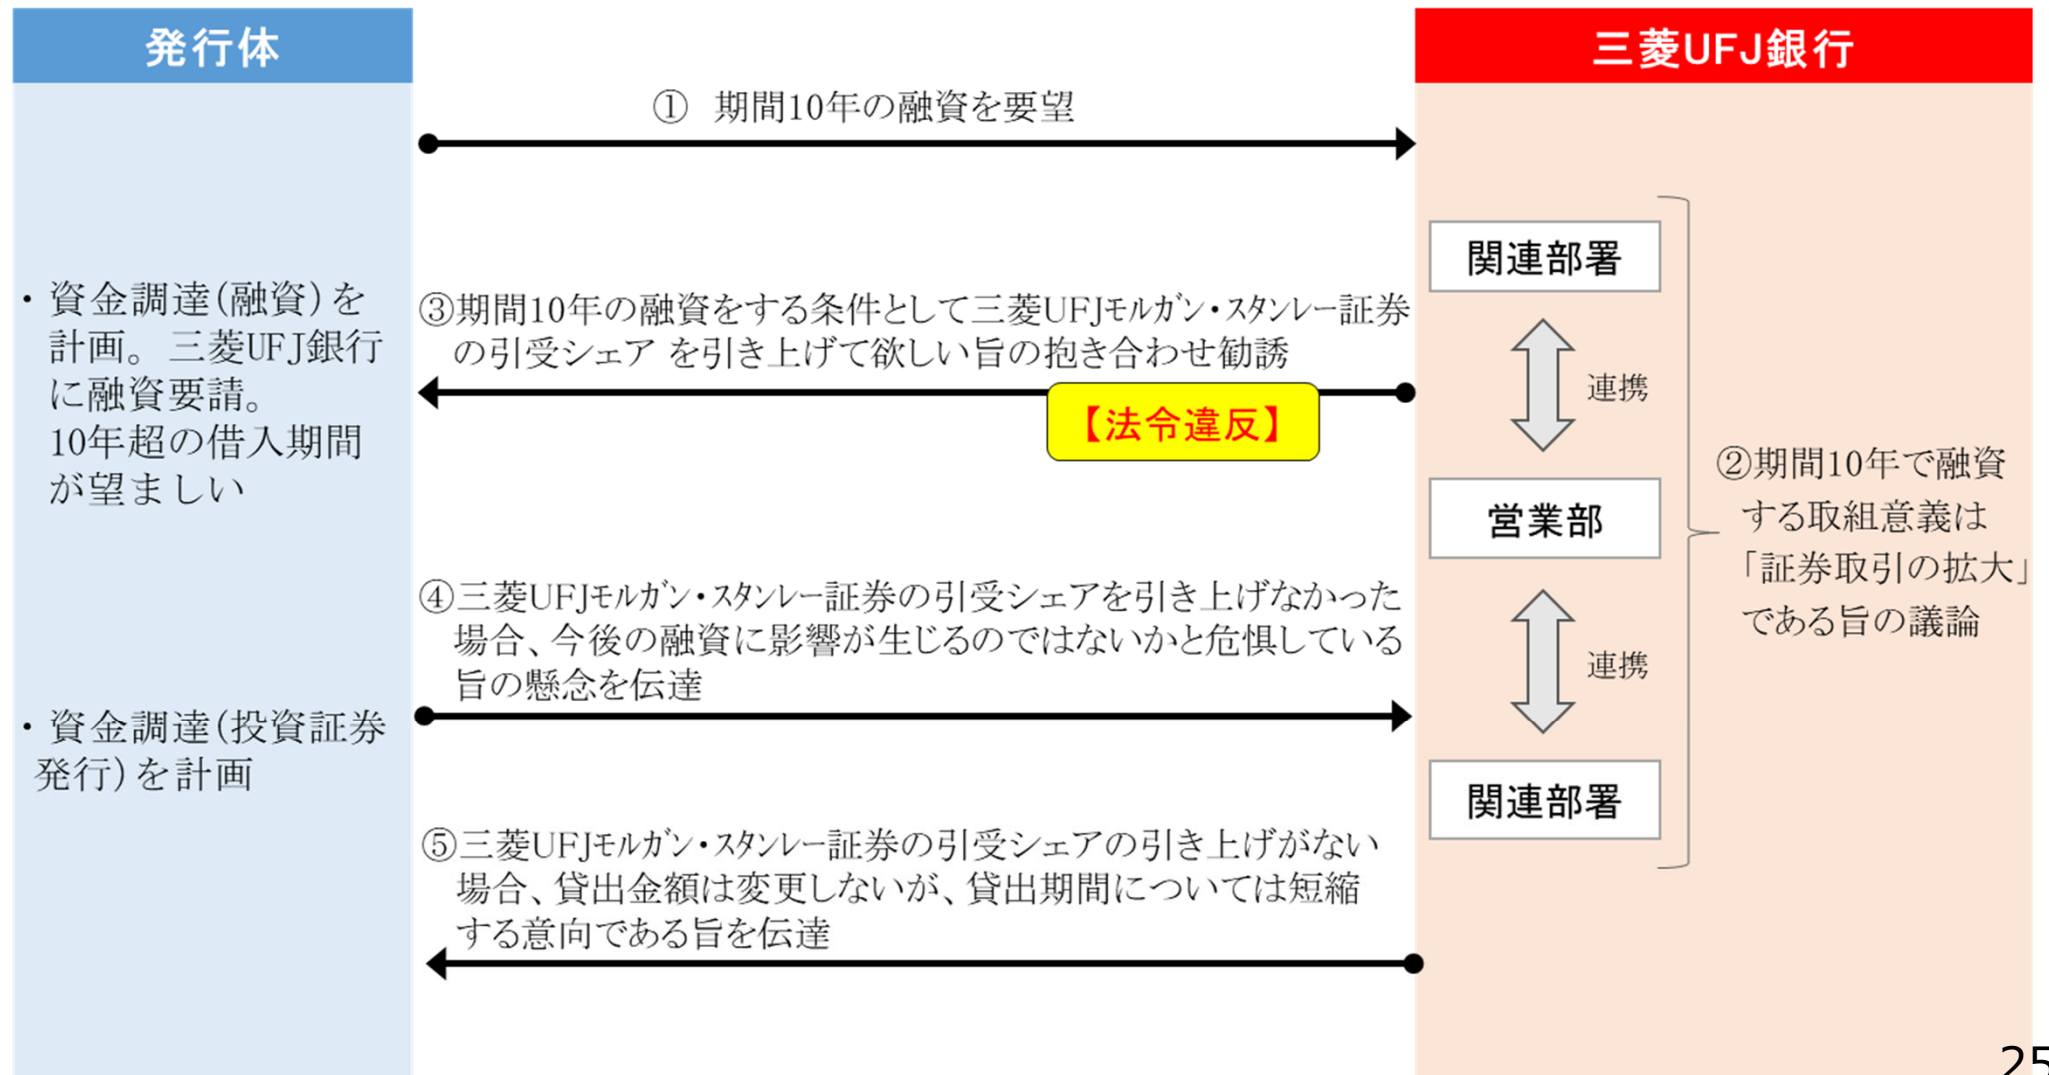 発行体
三菱UFJ銀行
① 期間10年の融資を要望
関連部署
・資金調達(融資)を
計画。三菱UFJ銀行
に融資要請。
10年超の借入期間
が望ましい
③期間10年の融資をする条件として三菱UFJモルガン・スタンレー証券
の引受シェア を引き上げて欲しい旨の抱き合わせ勧誘
【法令違反】
連携
営業部
②期間10年で融資
する取組意義は
「証券取引の拡大」
である旨の議論
④三菱UFJモルガン・スタンレー証券の引受シェアを引き上げなかった
場合、今後の融資に影響が生じるのではないかと危惧している
旨の懸念を伝達
連携
・資金調達(投資証券
発行)を計画
関連部署
⑤三菱UFJモルガン・スタンレー証券の引受シェアの引き上げがない
場合、貸出金額は変更しないが、貸出期間については短縮
する意向である旨を伝達
25